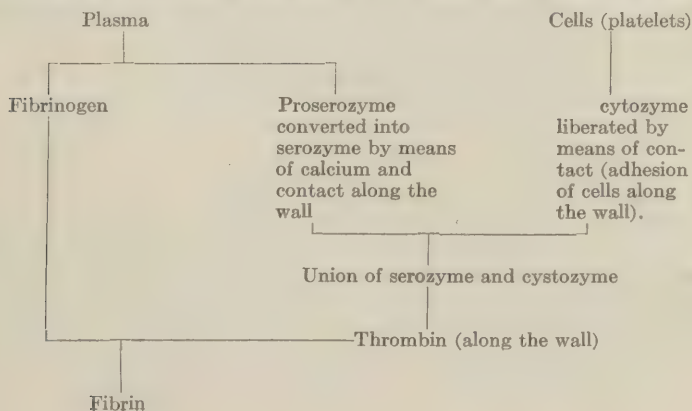 Plasma
Cells (platelets)
Fibrinogen
Proserozyme
converted into
serozyme by means
of calcium and
contact along the
wall
cytozyme
liberated by
means of con-
tact (adhesion
of cells along
the wall).
Union of serozyme and cystozyme
Thrombin (along the wall)
Fibrin